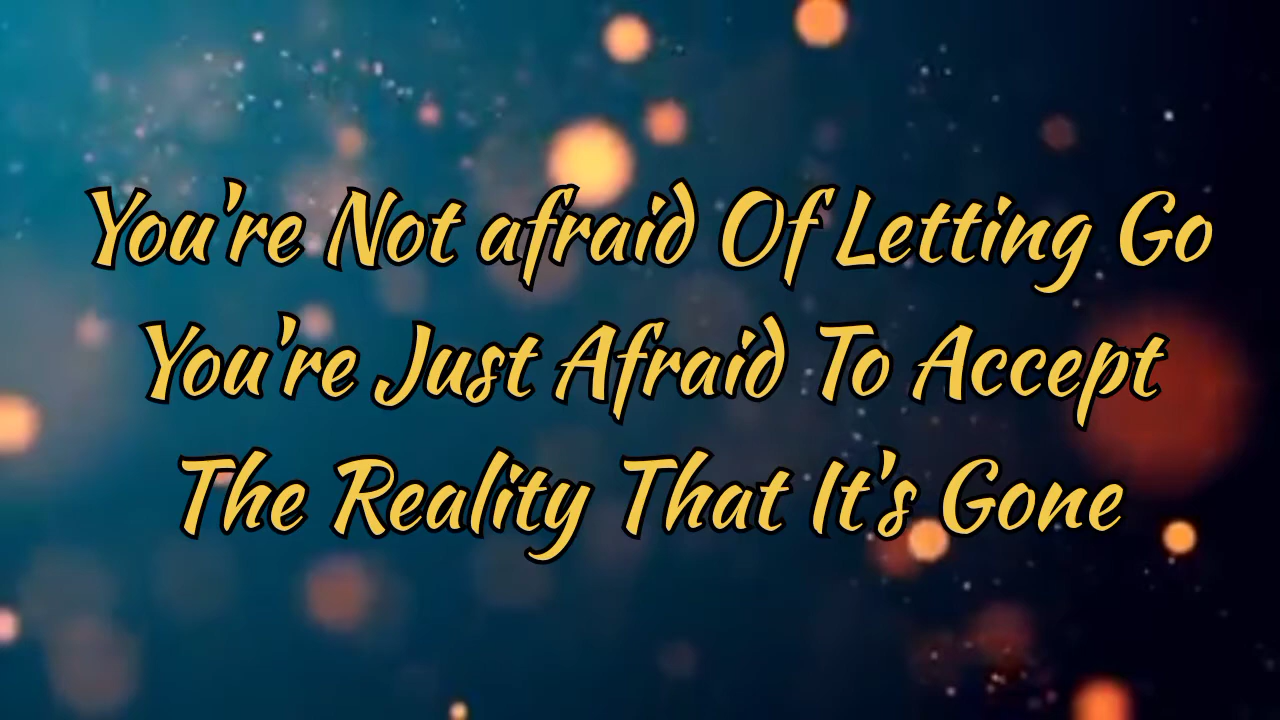 You're Not afraid Of Letting Go
You're Just Afraid To Accept
The Reality That It's Gone